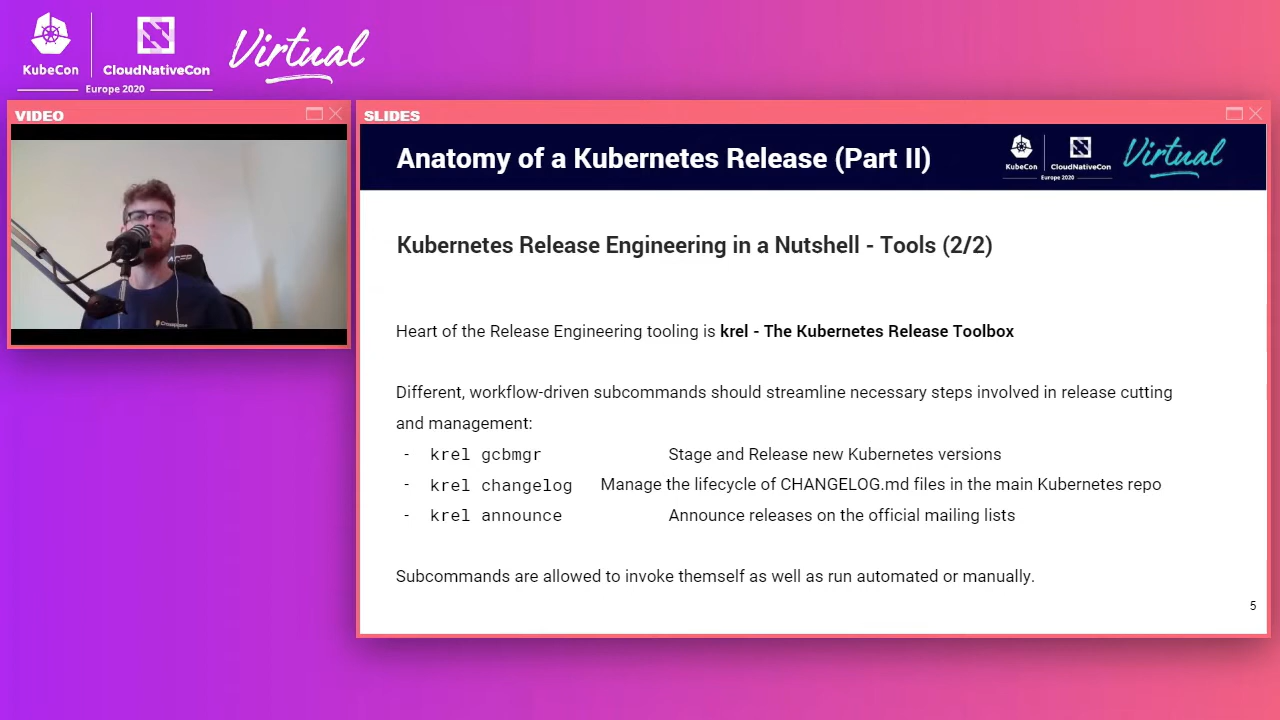 KubeCon
CloudNativeCon
Virtual
Europe 2020
VIDEO
SLIDES
Anatomy of a Kubernetes Release (Part II)
KubeCon
CloudNativeCon
Virtual
Europe 2020
Kubernetes Release Engineering in a Nutshell - Tools (2/2)
Heart of the Release Engineering tooling is krel - The Kubernetes Release Toolbox
Different, workflow-driven subcommands should streamline necessary steps involved in release cutting
and management:
- krel gcbmgr Stage and Release new Kubernetes versions
- krel changelog Manage the lifecycle of CHANGELOG.md files in the main Kubernetes repo
- krel announce Announce releases on the official mailing lists
Subcommands are allowed to invoke themself as well as run automated or manually.
5